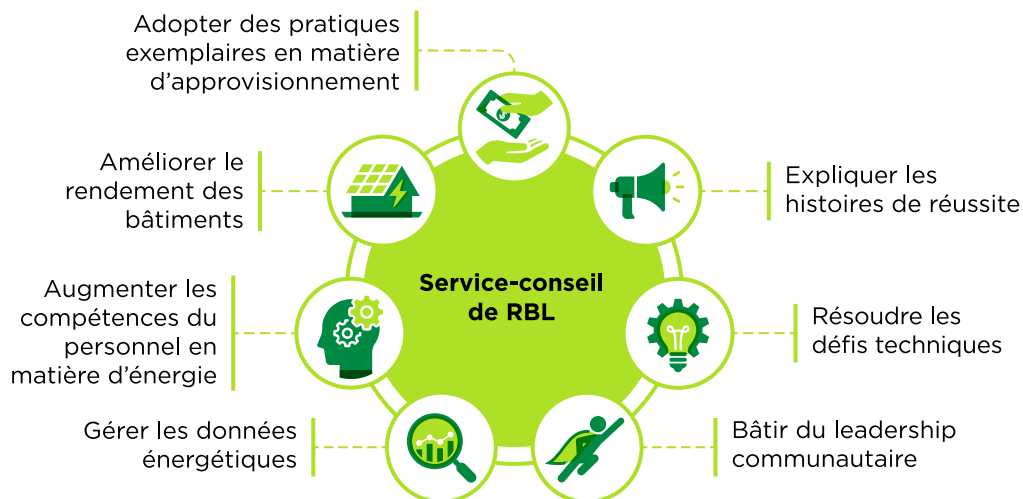 Adopter des pratiques
exemplaires en matière
d’approvisionnement
Améliorer le
rendement des
bâtiments
Expliquer les
histoires de réussite
Service-conseil
de RBL
Augmenter les
compétences du
personnel en
matière d’énergie
Résoudre les
défis techniques
Gérer les données
énergétiques
Bâtir du leadership
communautaire